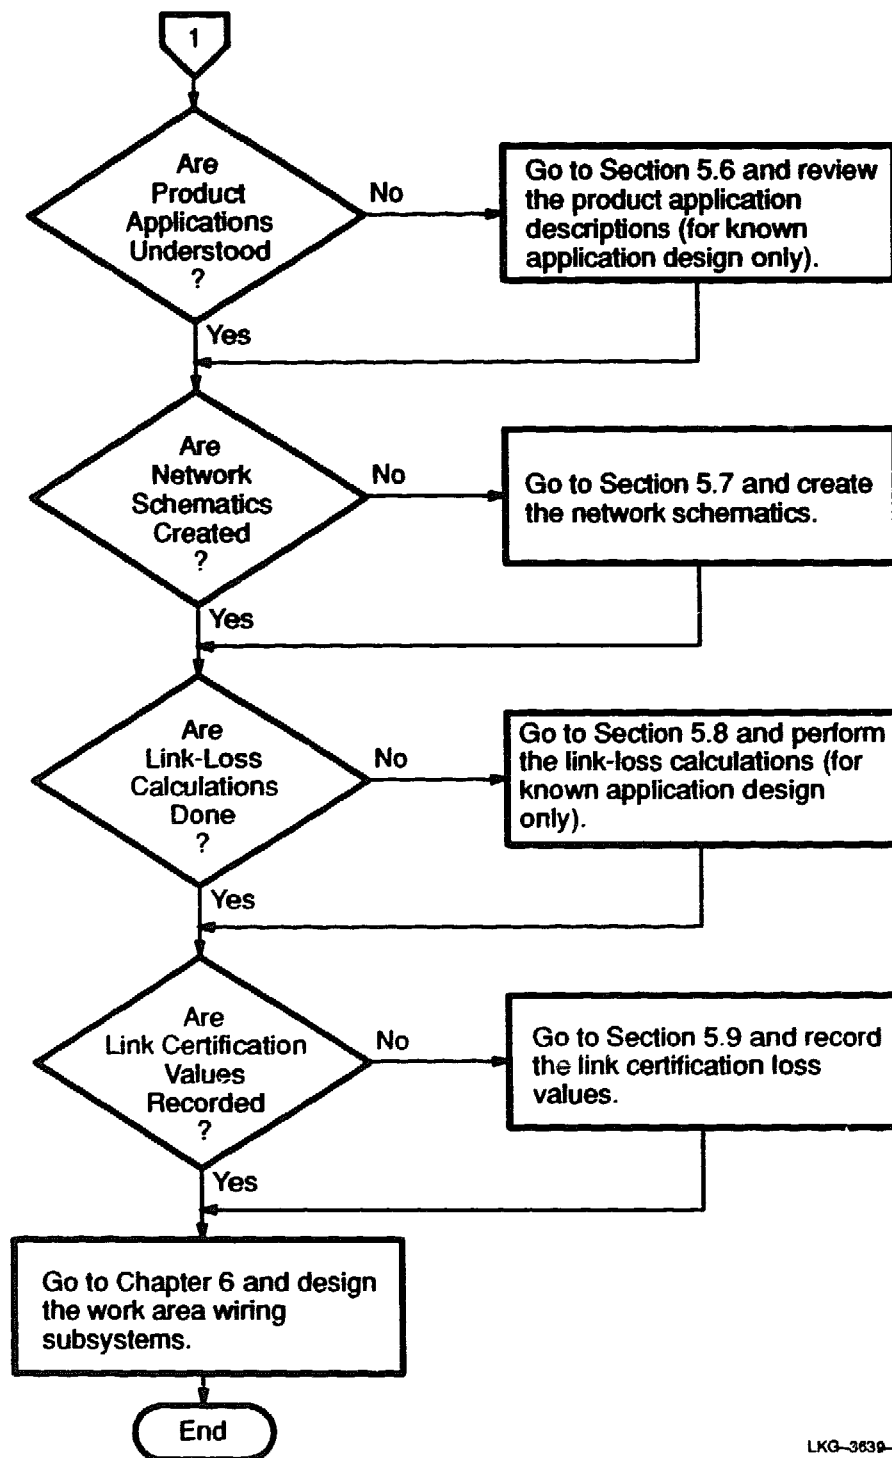 1
Are
Product
Applications
Understood
?
No
Go to Section 5.6 and review
the product application
descriptions (for known
application design only).
Yes
Are
Network
Schematics
Created
?
No
Go to Section 5.7 and create
the network schematics.
Yes
Are
Link-Loss
Calculations
Done
?
No
Go to Section 5.8 and perform
the link-loss calculations (for
known application design
only).
Yes
Are
Link Certification
Values
Recorded
?
No
Go to Section 5.9 and record
the link certification loss
values.
Yes
Go to Chapter 6 and design
the work area wiring
subsystems.
End
LKG-3639-